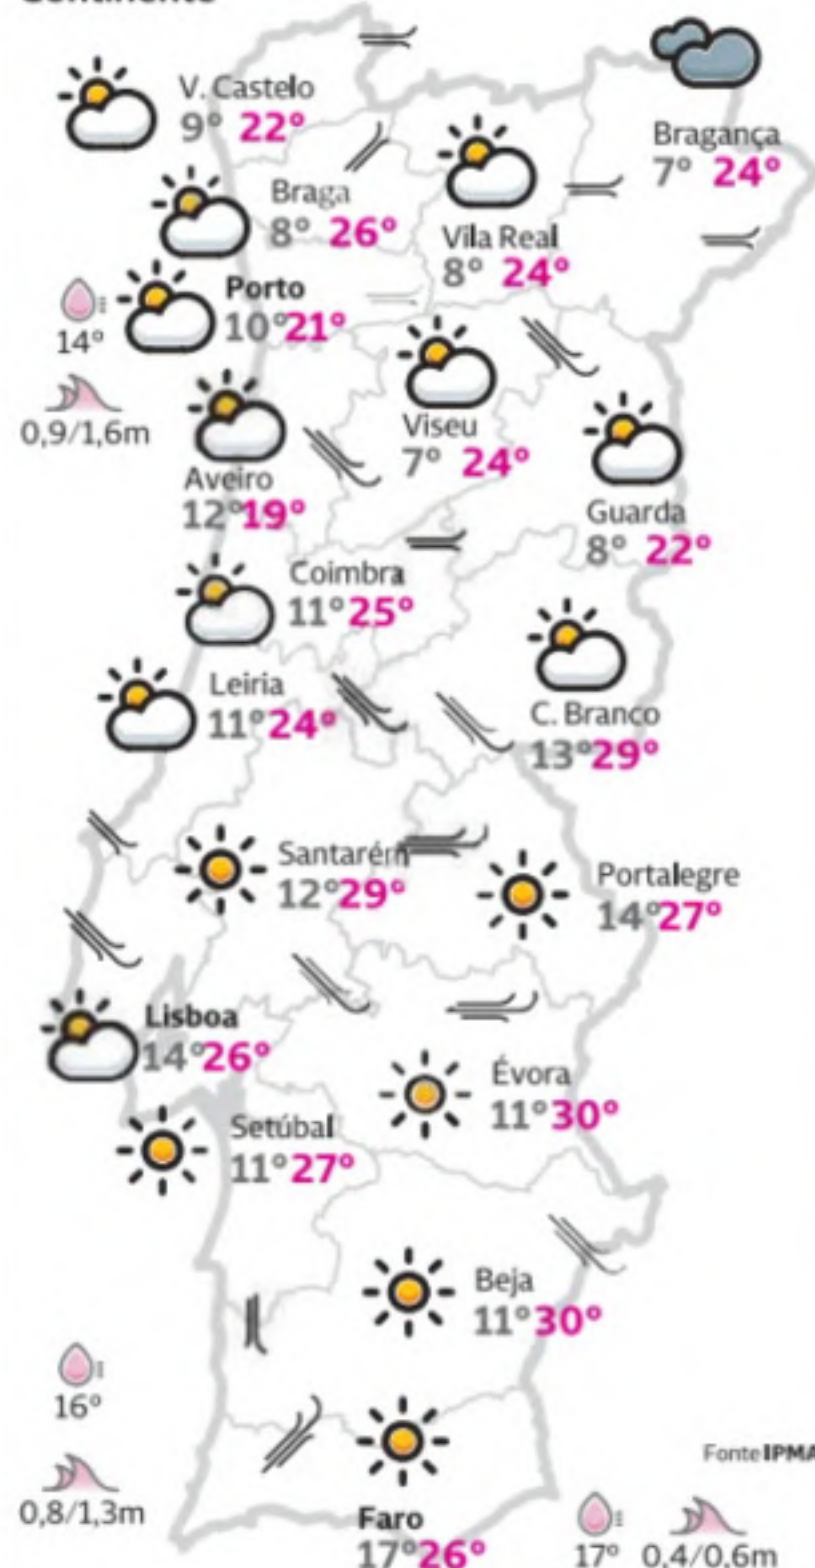 Continente
V. Castelo
9° 22°
Bragança
7° 24°
Braga
8° 26°
Vila Real
8° 24°
Porto
10° 21°
14°
0,9/1,6m
Viseu
7° 24°
Aveiro
12° 19°
Guarda
8° 22°
Coimbra
11° 25°
Leiria
11° 24°
C. Branco
13° 29°
Santarém
12° 29°
Portalegre
14° 27°
Lisboa
14° 26°
Évora
11° 30°
Setúbal
11° 27°
Beja
11° 30°
16°
0,8/1,3m
Fonte IPMA
Faro
17° 26°
17°
0,4/0,6m